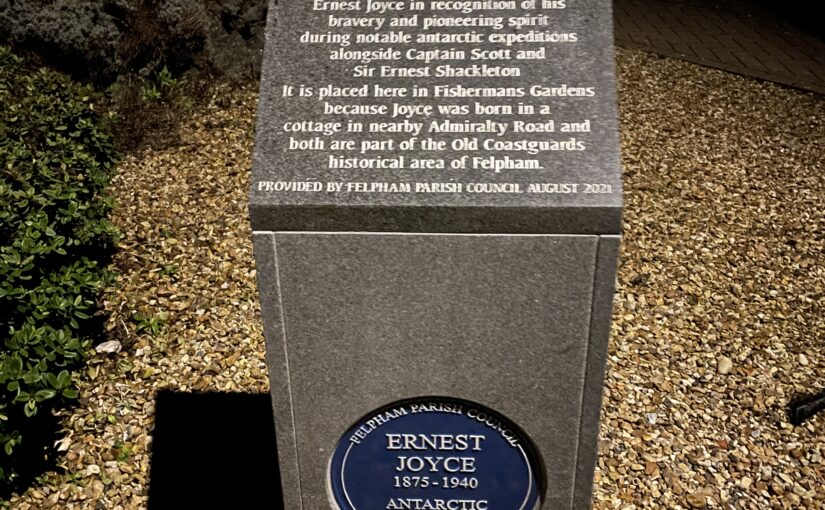 Ernest Joyce in recognition of his
bravery and pioneering spirit
during notable antarctic expeditions
alongside Captain Scott and
Sir Ernest Shackleton
It is placed here in Fishermans Gardens
because Joyce was born in a
cottage in nearby Admiralty Road and
both are part of the Old Coastguards
historical area of Felpham.
PROVIDED BY FELPHAM PARISH COUNCIL AUGUST 2021
FELPHAM PARISH COUNCIL
ERNEST
JOYCE
1875-1940
ANTARCTIC